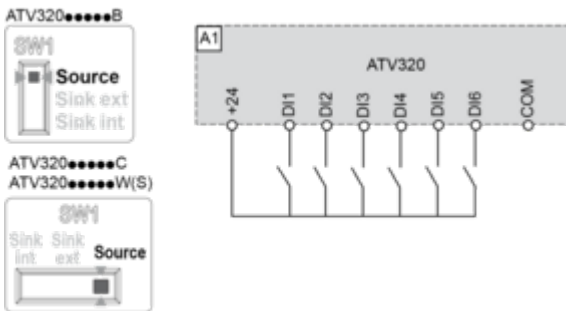 ATV320●●●●●B
SW1
Source
Sink ext
Sink int
ATV320●●●●●C
ATV320●●●●●W(S)
SW1
Sink int
Sink ext
Source
A1
ATV320
+24
DI1
DI2
DI3
DI4
DI5
DI6
COM